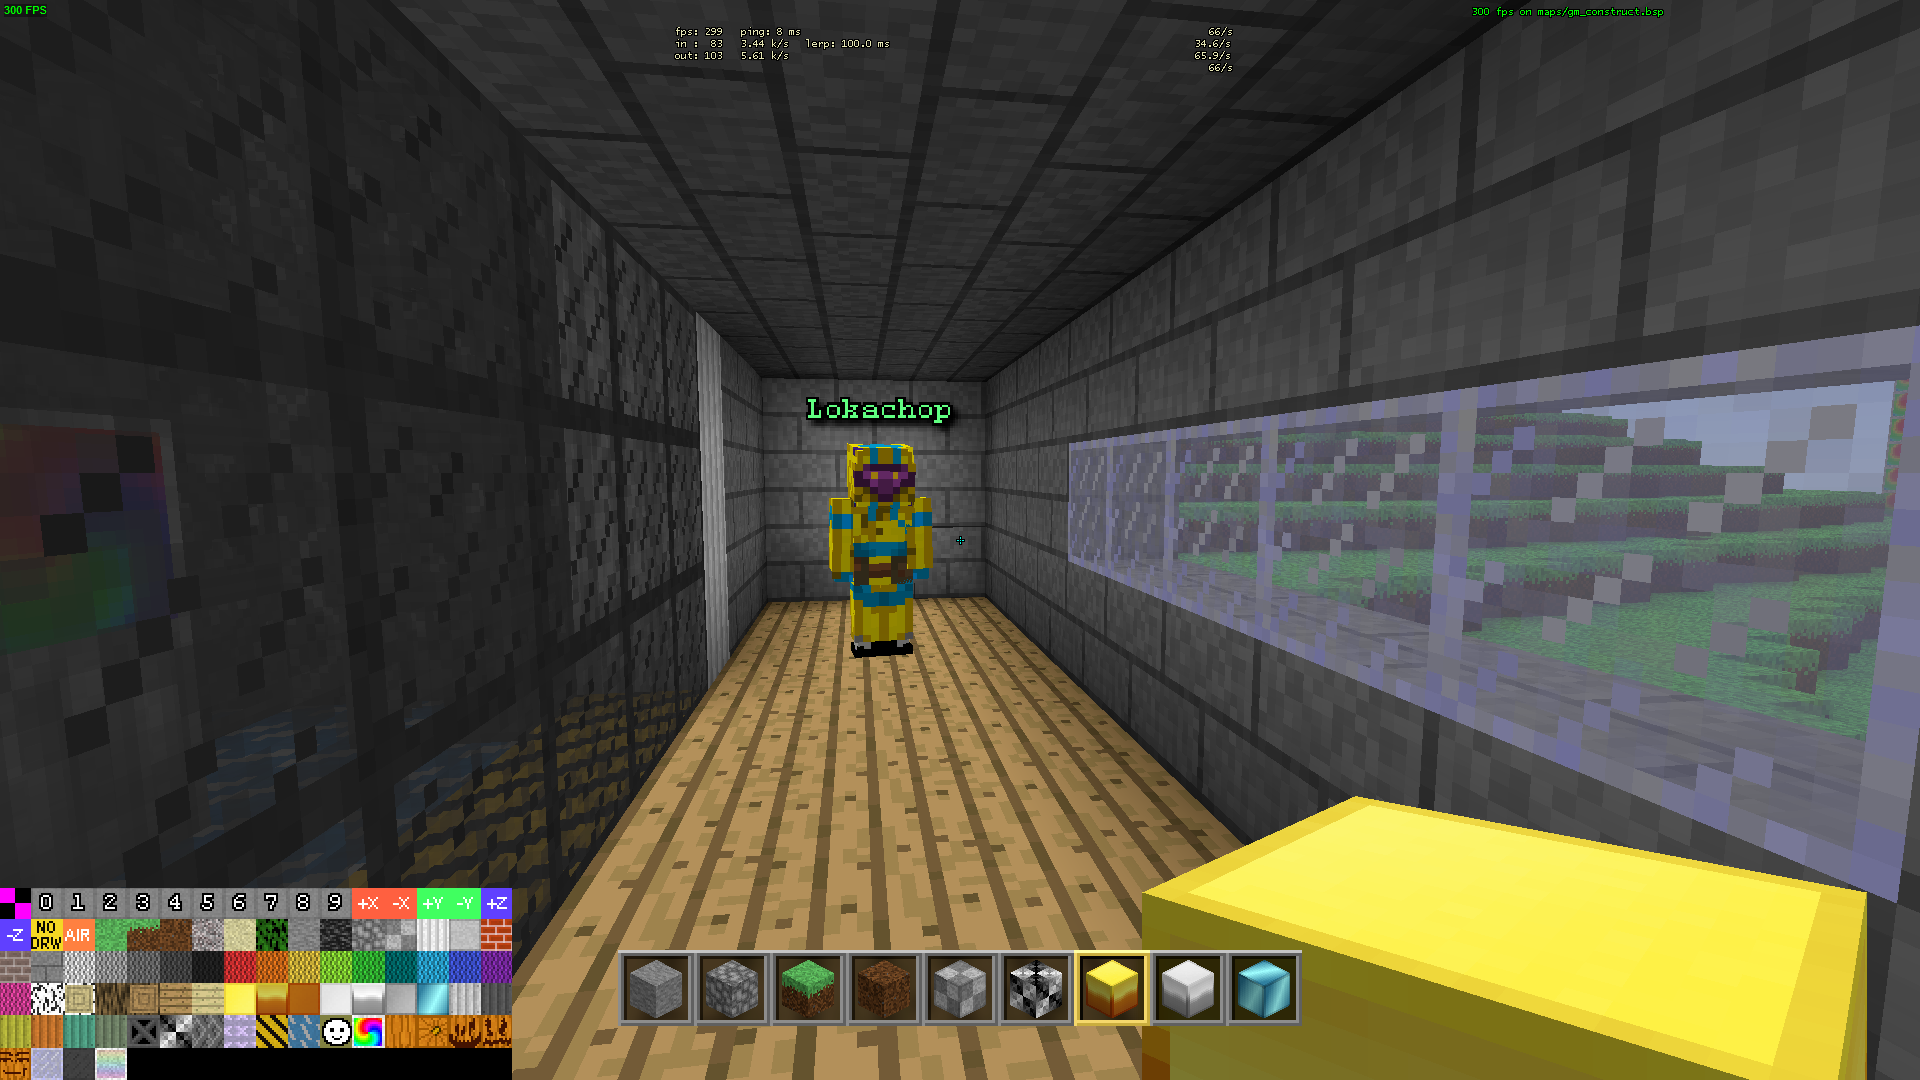 300 FPS
300 fps on maps/gm_construct.bsp
fps: 299 ping: 8 ms
in : 83 3.44 k/s lerp: 100.0 ms
out: 103 5.61 k/s
66/s
34.6/s
65.9/s
66/s
Lokachop
0 1 2 3 4 5 6 7 8 9 +X -X +Y -Y +Z
-Z NO DRW AIR